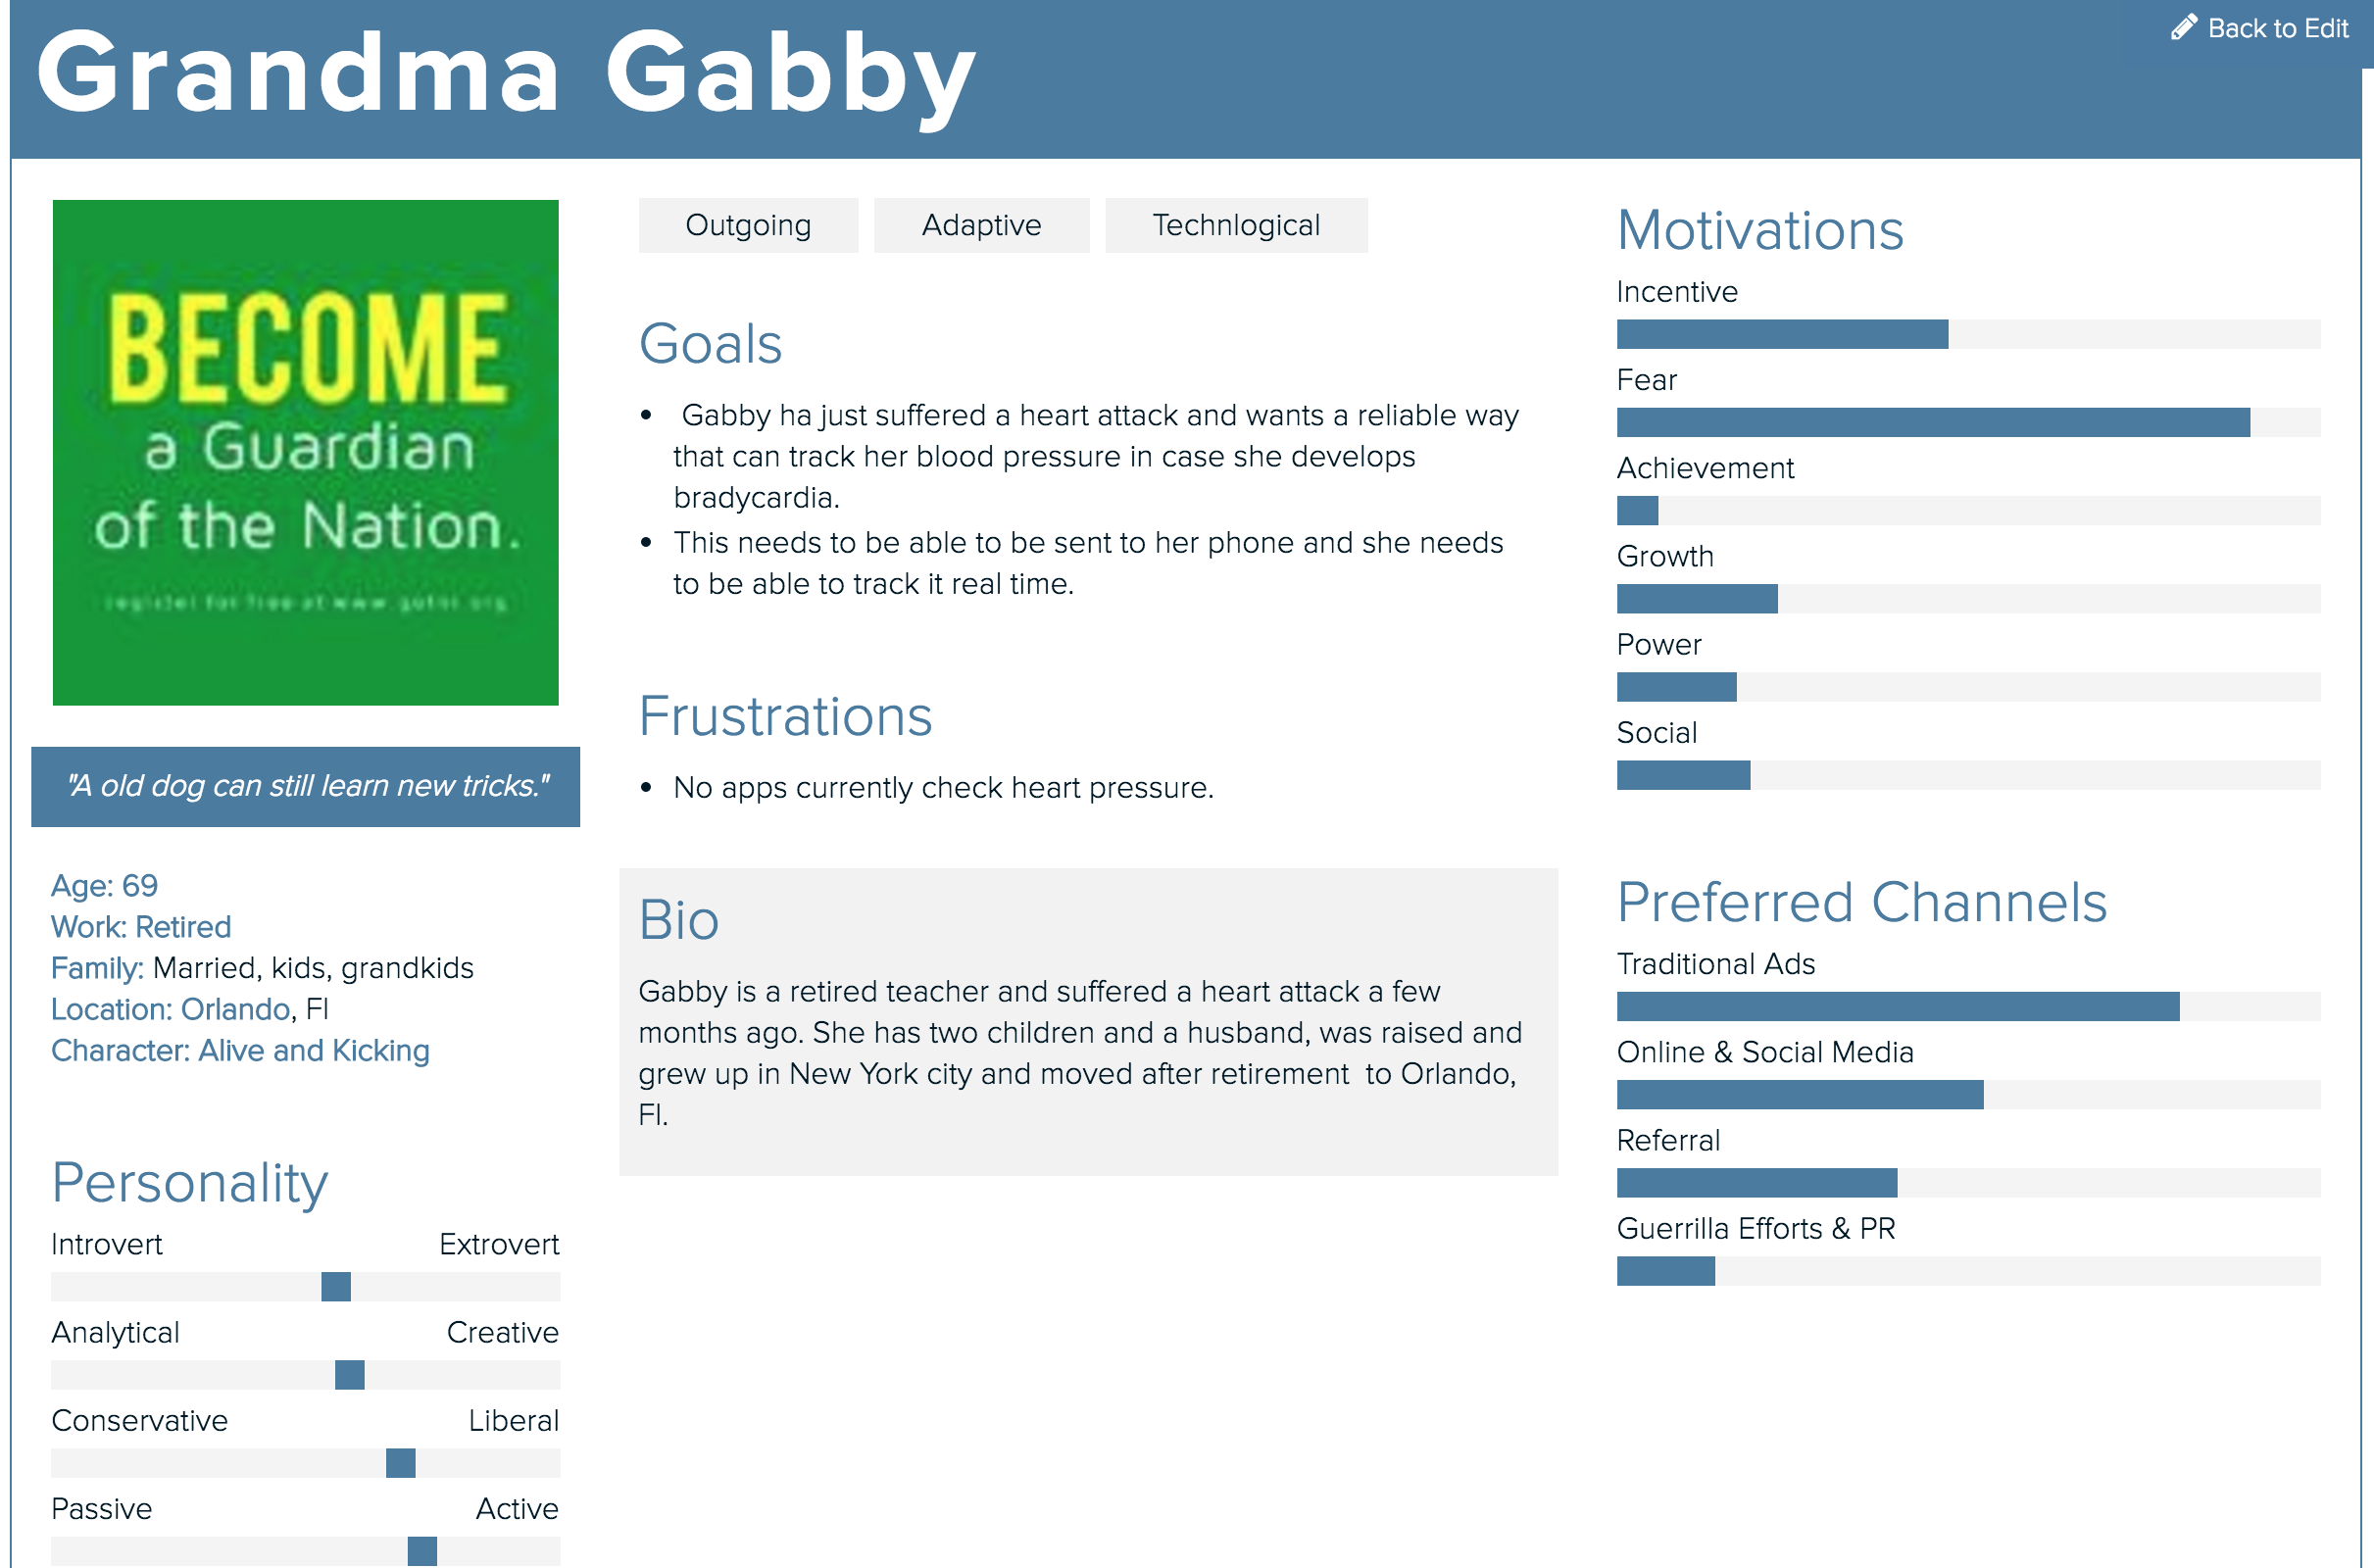 Grandma Gabby
Back to Edit
BECOME
a Guardian
of the Nation.
register for free at www.
"A old dog can still learn new tricks."
Age: 69
Work: Retired
Family: Married, kids, grandkids
Location: Orlando, Fl
Character: Alive and Kicking
Personality
Introvert Extrovert
Analytical Creative
Conservative Liberal
Passive Active
Outgoing Adaptive Technlogical
Goals
• Gabby ha just suffered a heart attack and wants a reliable way
that can track her blood pressure in case she develops
bradycardia.
• This needs to be able to be sent to her phone and she needs
to be able to track it real time.
Frustrations
• No apps currently check heart pressure.
Bio
Gabby is a retired teacher and suffered a heart attack a few
months ago. She has two children and a husband, was raised and
grew up in New York city and moved after retirement to Orlando,
Fl.
Motivations
Incentive
Fear
Achievement
Growth
Power
Social
Preferred Channels
Traditional Ads
Online & Social Media
Referral
Guerrilla Efforts & PR